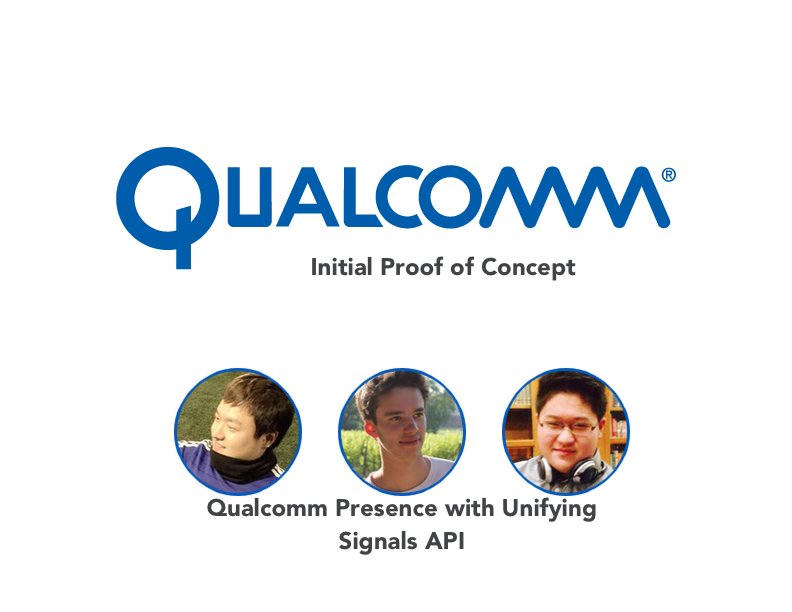 QUALCOMM®
Initial Proof of Concept
Qualcomm Presence with Unifying
Signals API